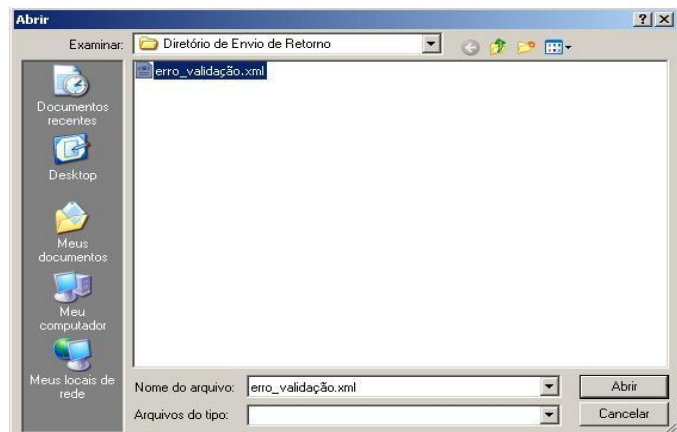 Abrir
Examinar:
Diretório de Envio de Retorno
erro_validação.xml
Documentos
recentes
Desktop
Meus
documentos
Meu
computador
Meus locais de
rede
Nome do arquivo:
erro_validação.xml
Abrir
Arquivos do tipo:
Cancelar